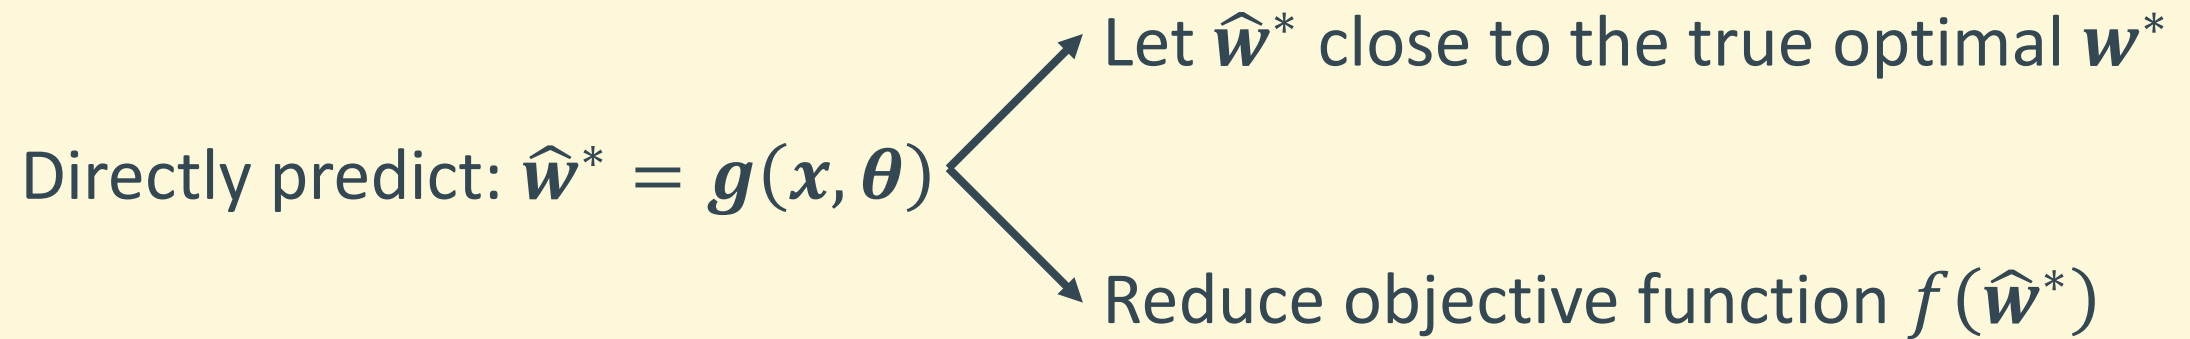 Let ŵ* close to the true optimal w*
Directly predict: ŵ* = g(x, θ)
Reduce objective function f(ŵ*)